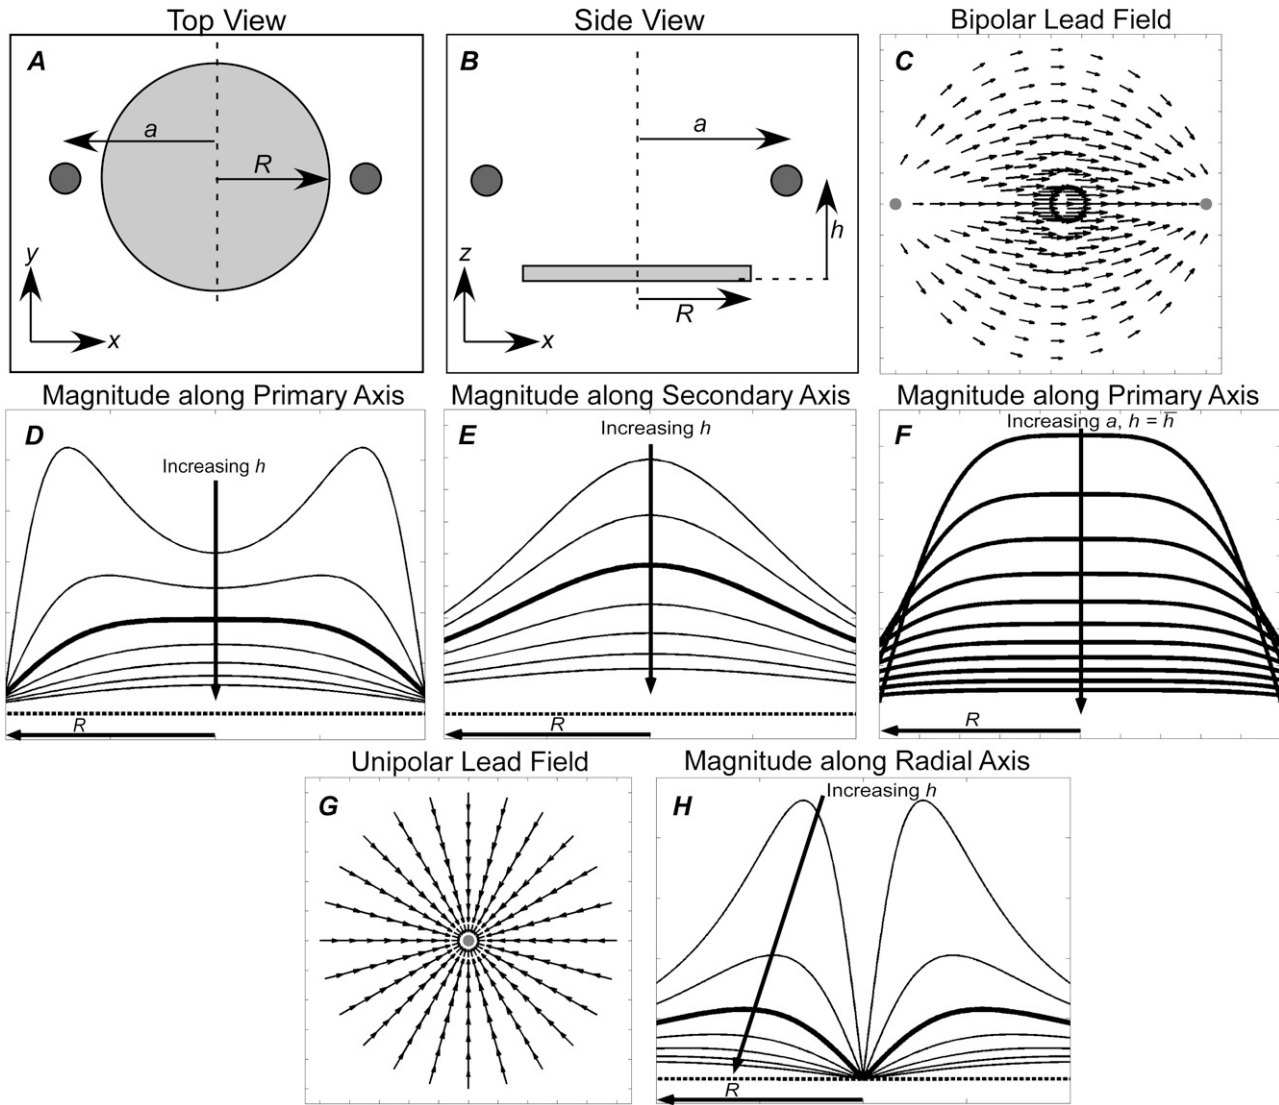 Top View
Side View
Bipolar Lead Field
A
a
R
y
x
B
a
h
z
R
x
C
Magnitude along Primary Axis
Magnitude along Secondary Axis
Magnitude along Primary Axis
D
Increasing h
R
E
Increasing h
R
F
Increasing a, h = h̅
R
Unipolar Lead Field
Magnitude along Radial Axis
G
H
Increasing h
R